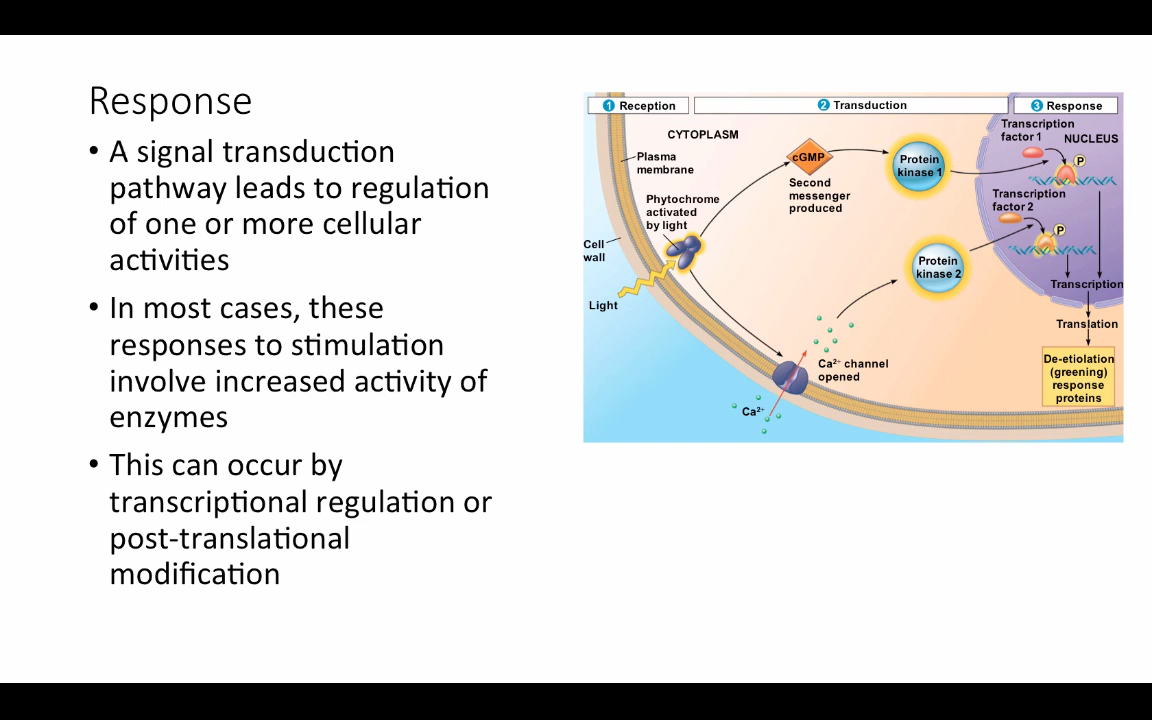 Response
• A signal transduction
pathway leads to regulation
of one or more cellular
activities
• In most cases, these
responses to stimulation
involve increased activity of
enzymes
• This can occur by
transcriptional regulation or
post-translational
modification
1 Reception
2 Transduction
3 Response
CYTOPLASM
Plasma
membrane
Phytochrome
activated
by light
Cell
wall
Light
cGMP
Second
messenger
produced
Protein
kinase 1
Protein
kinase 2
Ca2+ channel
opened
Ca2+
Transcription
factor 1
NUCLEUS
P
Transcription
factor 2
P
Transcription
Translation
De-etiolation
(greening)
response
proteins